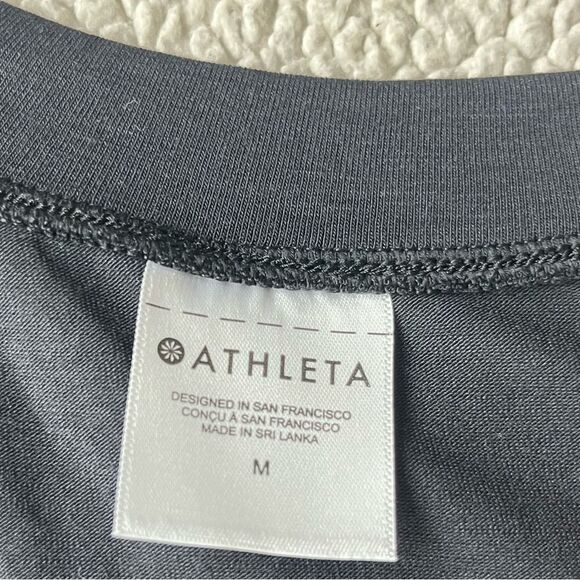 ATHLETA
DESIGNED IN SAN FRANCISCO
CONÇU À SAN FRANCISCO
MADE IN SRI LANKA
M